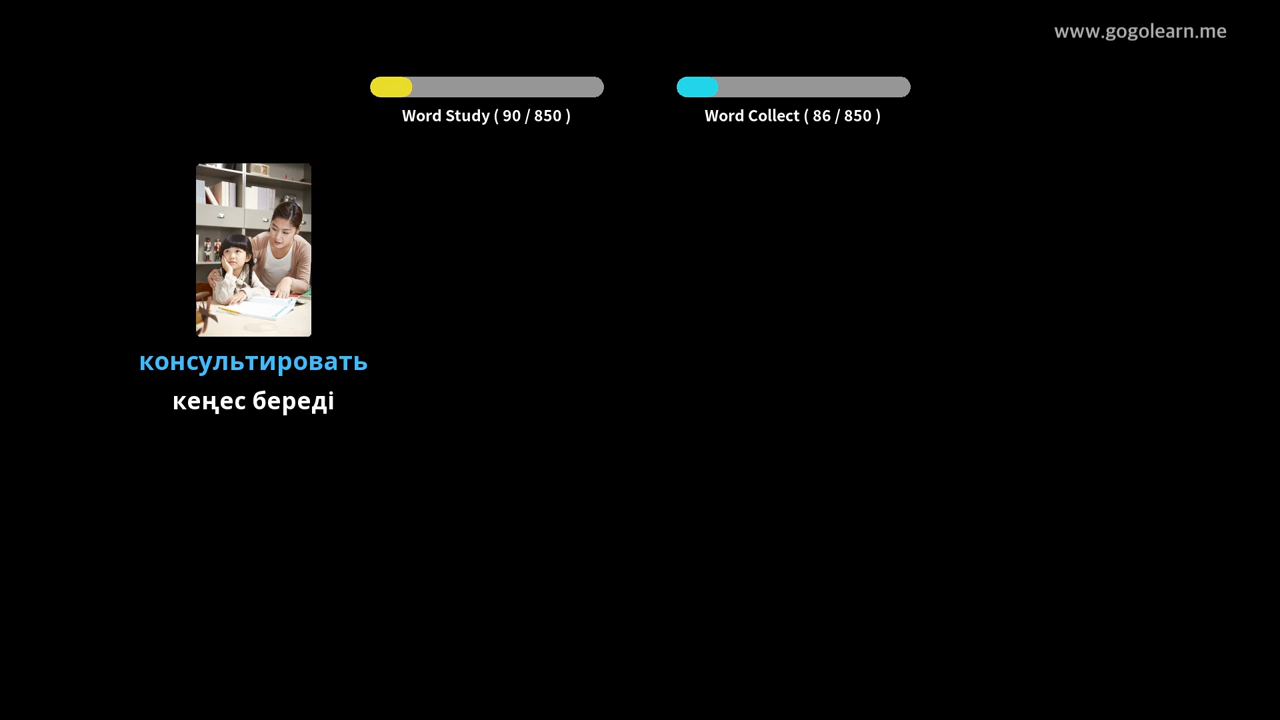 www.gogolearn.me
Word Study ( 90 / 850 )
Word Collect ( 86 / 850 )
консультировать
кеңес береді